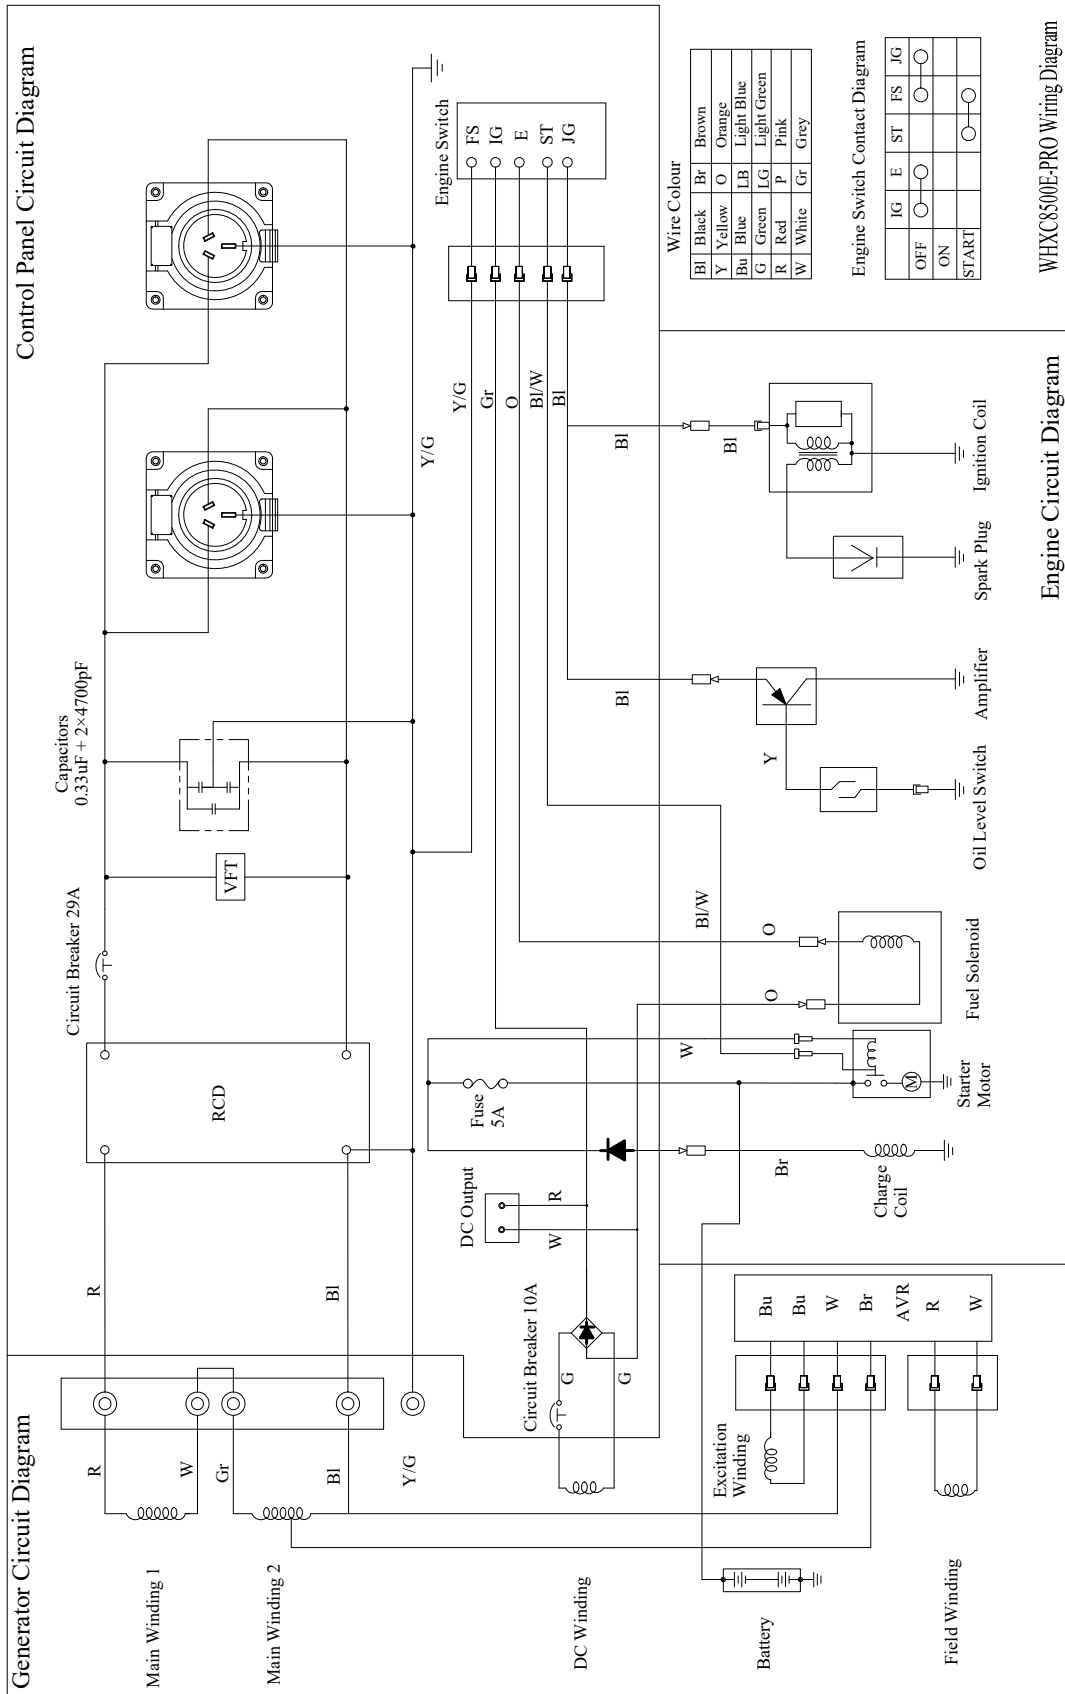 Generator Circuit Diagram
Control Panel Circuit Diagram
Main Winding 1
Main Winding 2
DC Winding
Battery
Field Winding
Excitation
Winding
R
W
Gr
Bl
Y/G
R
Bl
RCD
Circuit Breaker 29A
VFT
Capacitors
0.33uF + 2×4700pF
Y/G
Circuit Breaker 10A
G
G
DC Output
W
R
Fuse
5A
Engine Switch
FS
IG
E
ST
JG
Y/G
Gr
O
Bl/W
Bl
Bu
Bu
W
Br
AVR
R
W
Br
Charge
Coil
W
Bl/W
Starter
Motor
O
O
Fuel Solenoid
Y
Oil Level Switch
Bl
Amplifier
Spark Plug
Bl
Bl
Ignition Coil
Engine Circuit Diagram
Wire Colour
Bl Black Br Brown
Y Yellow O Orange
Bu Blue LB Light Blue
G Green LG Light Green
R Red P Pink
W White Gr Grey
Engine Switch Contact Diagram
IG E ST FS JG
OFF
ON
START
WHXC8500E-PRO Wiring Diagram
M